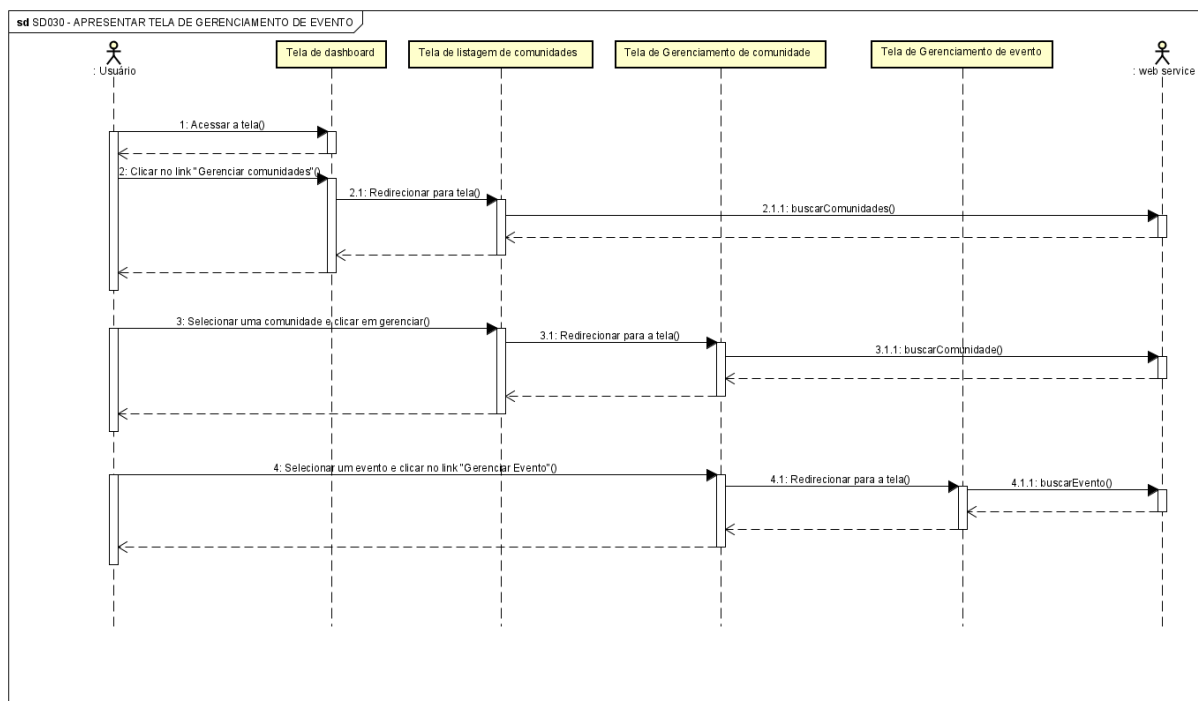 sd SD030 - APRESENTAR TELA DE GERENCIAMENTO DE EVENTO
: Usuário
Tela de dashboard
Tela de listagem de comunidades
Tela de Gerenciamento de comunidade
Tela de Gerenciamento de evento
: web service
1: Acessar a tela()
2: Clicar no link "Gerenciar comunidades"()
2.1: Redirecionar para tela()
2.1.1: buscarComunidades()
3: Selecionar uma comunidade e clicar em gerenciar()
3.1: Redirecionar para a tela()
3.1.1: buscarComunidade()
4: Selecionar um evento e clicar no link "Gerenciar Evento"()
4.1: Redirecionar para a tela()
4.1.1: buscarEvento()